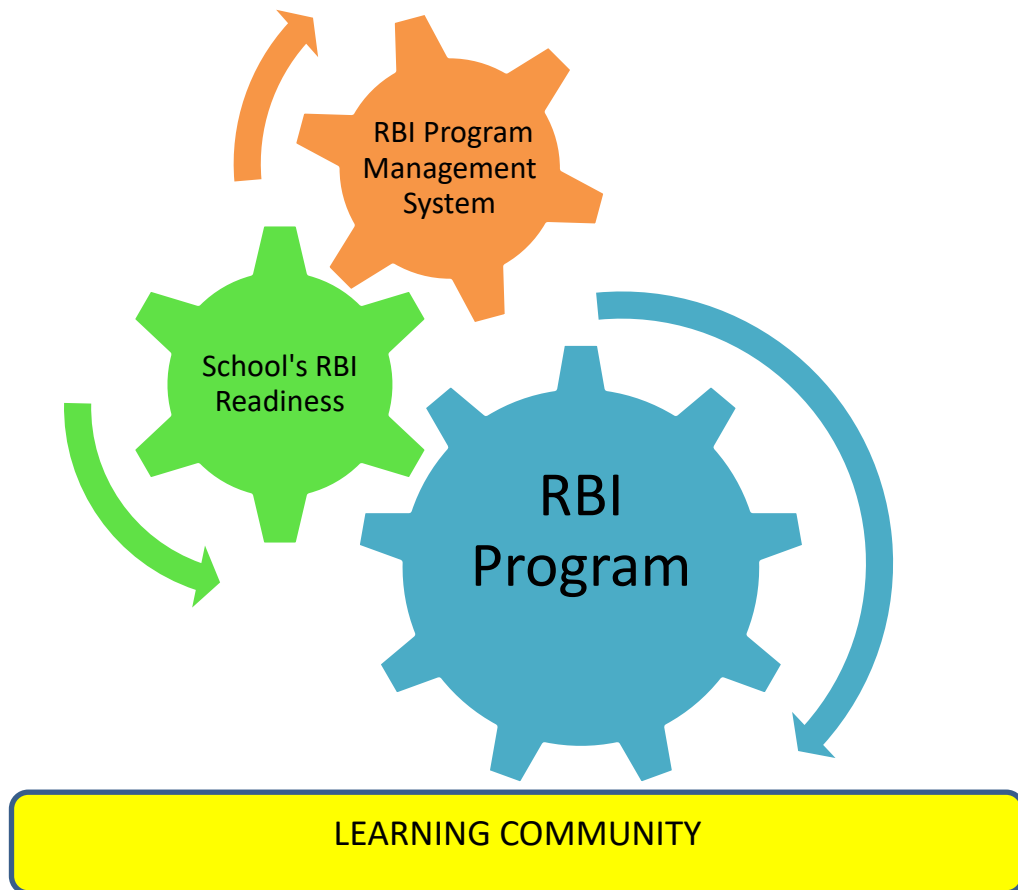 RBI Program
Management
System
School's RBI
Readiness
RBI
Program
LEARNING COMMUNITY